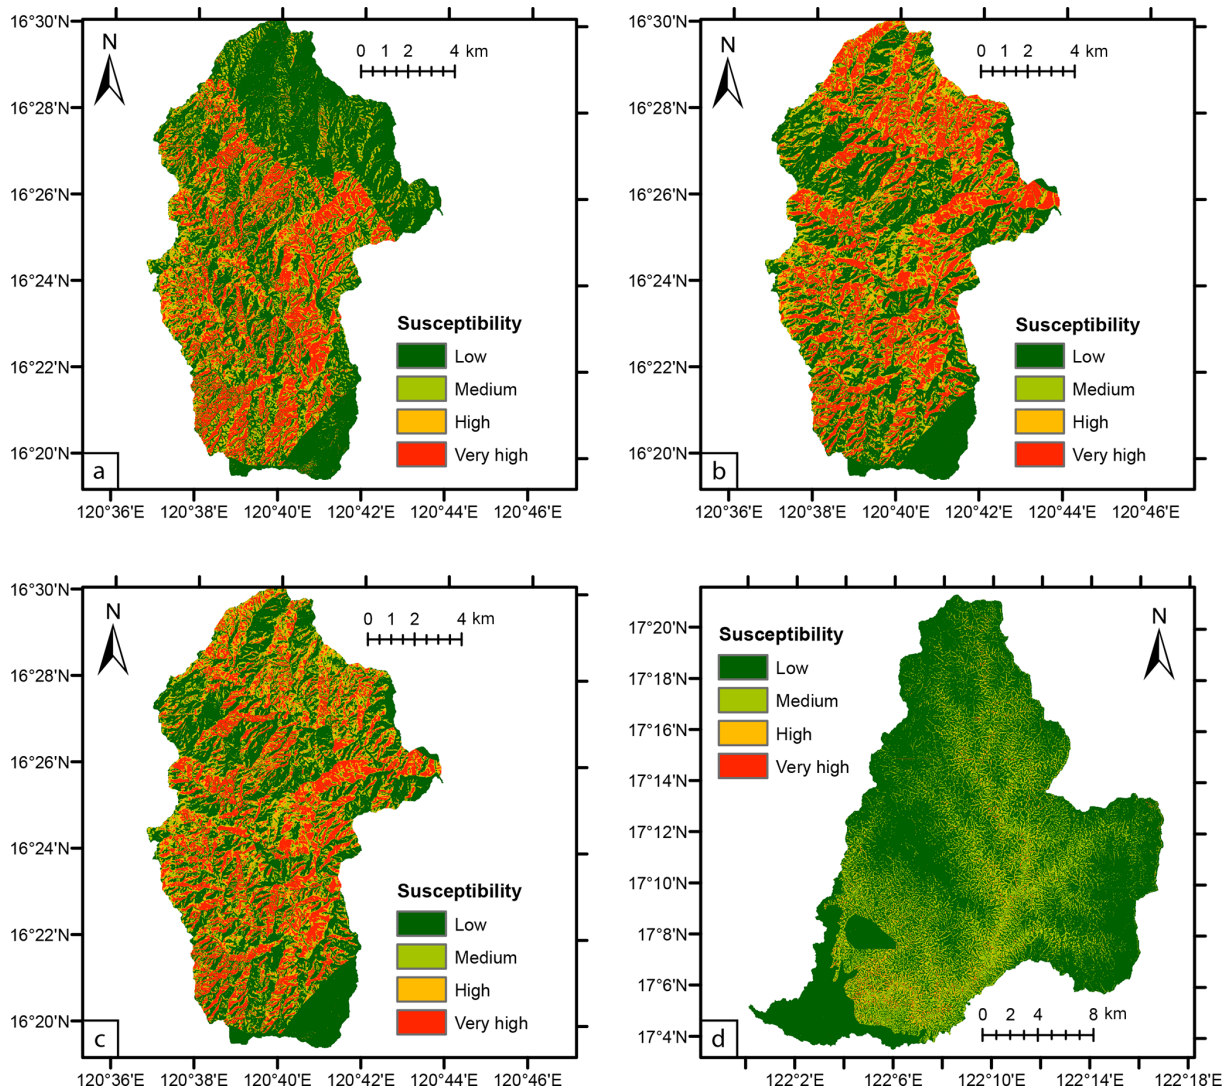 16°30'N
16°28'N
16°26'N
16°24'N
16°22'N
16°20'N
N
0 1 2 4 km
Susceptibility
Low
Medium
High
Very high
a
120°36'E 120°38'E 120°40'E 120°42'E 120°44'E 120°46'E
16°30'N
16°28'N
16°26'N
16°24'N
16°22'N
16°20'N
N
0 1 2 4 km
Susceptibility
Low
Medium
High
Very high
b
120°36'E 120°38'E 120°40'E 120°42'E 120°44'E 120°46'E
16°30'N
16°28'N
16°26'N
16°24'N
16°22'N
16°20'N
N
0 1 2 4 km
Susceptibility
Low
Medium
High
Very high
c
120°36'E 120°38'E 120°40'E 120°42'E 120°44'E 120°46'E
17°20'N
17°18'N
17°16'N
17°14'N
17°12'N
17°10'N
17°8'N
17°6'N
17°4'N
Susceptibility
Low
Medium
High
Very high
N
0 2 4 8 km
d
122°2'E 122°6'E 122°10'E 122°14'E 122°18'E